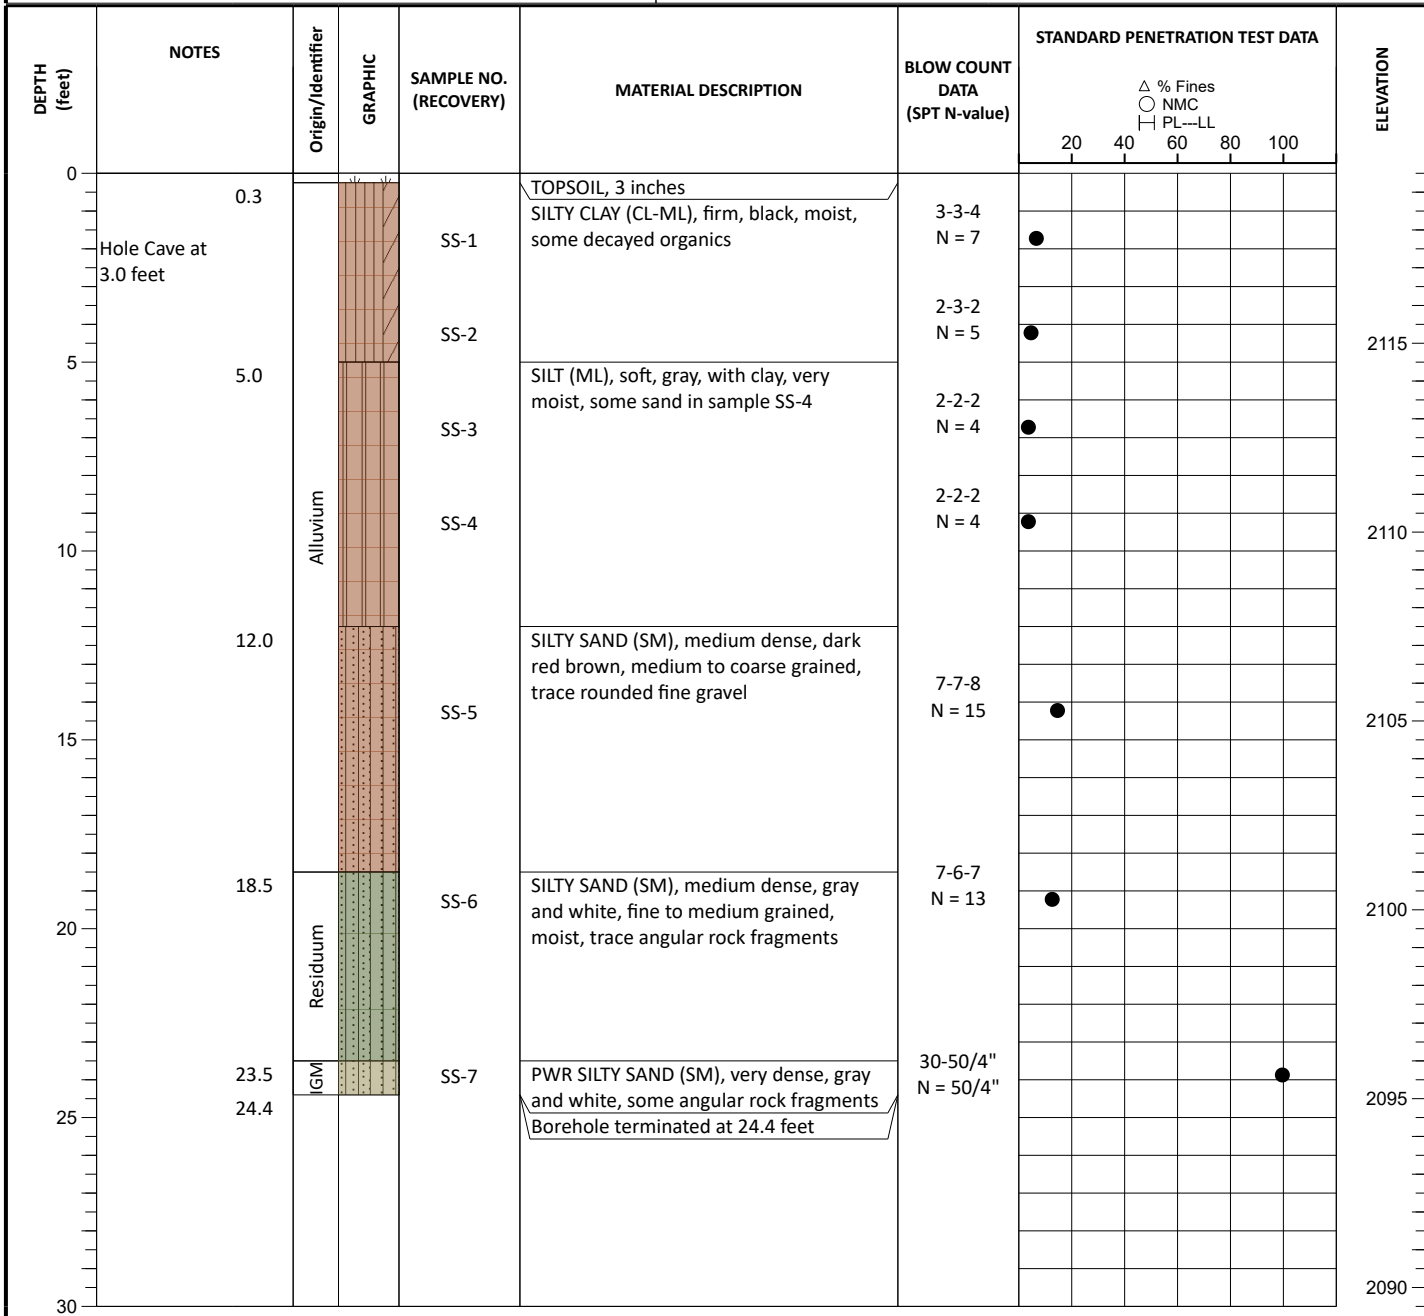 DEPTH
(feet)
NOTES
Origin/Identifier
GRAPHIC
SAMPLE NO.
(RECOVERY)
MATERIAL DESCRIPTION
BLOW COUNT
DATA
(SPT N-value)
STANDARD PENETRATION TEST DATA
% Fines
NMC
PL---LL
20 40 60 80 100
ELEVATION
0
TOPSOIL, 3 inches
0.3
SILTY CLAY (CL-ML), firm, black, moist,
some decayed organics
3-3-4
N = 7
SS-1
Hole Cave at
3.0 feet
2-3-2
N = 5
SS-2
2115
5
5.0
SILT (ML), soft, gray, with clay, very
moist, some sand in sample SS-4
2-2-2
N = 4
SS-3
2-2-2
N = 4
SS-4
2110
Alluvium
10
12.0
SILTY SAND (SM), medium dense, dark
red brown, medium to coarse grained,
trace rounded fine gravel
7-7-8
N = 15
SS-5
2105
15
7-6-7
N = 13
18.5
SILTY SAND (SM), medium dense, gray
and white, fine to medium grained,
moist, trace angular rock fragments
SS-6
2100
20
Residuum
30-50/4"
N = 50/4"
23.5
IGM
SS-7
PWR SILTY SAND (SM), very dense, gray
and white, some angular rock fragments
2095
24.4
Borehole terminated at 24.4 feet
25
2090
30